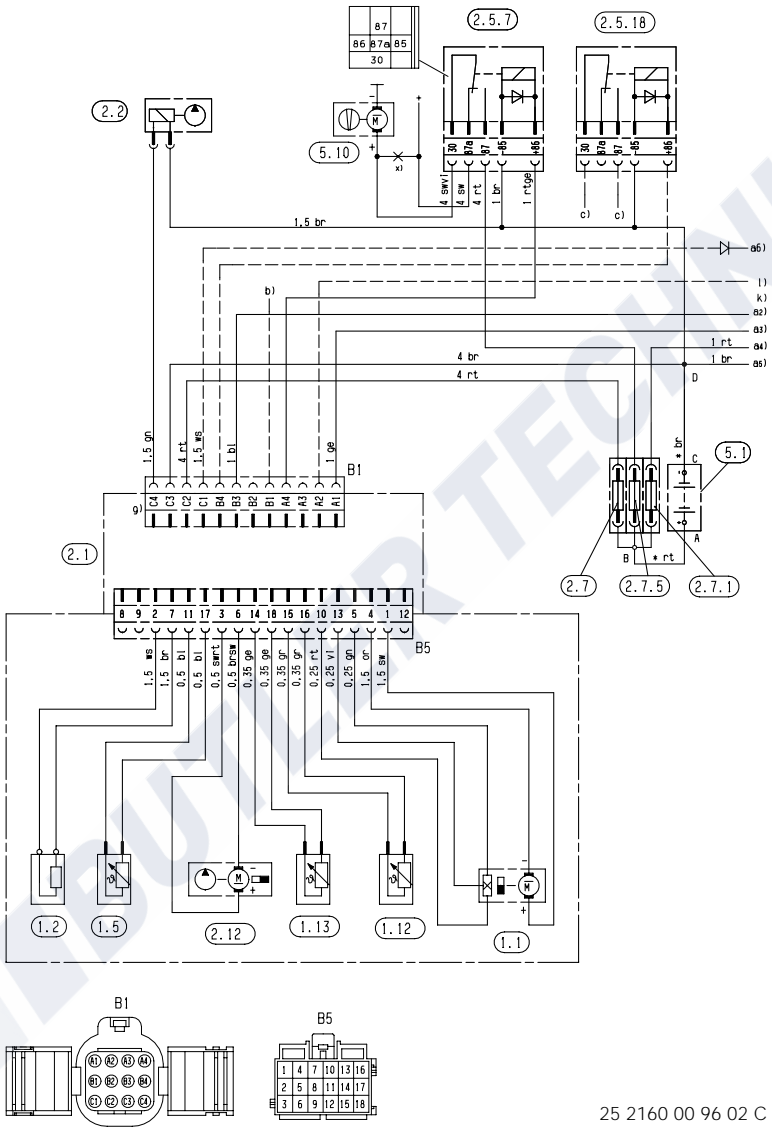 2.5.7
2.5.18
87
86 87a 85
30
2.2
5.10
M
x)
30 87a 87 -85 +86
30 87a 87 -85 +86
4 swvi
4 sw
4 rt
1 br
1 rtge
c) c)
1,5 br
a6)
b)
l)
k)
a2)
a3)
1 rt a4)
4 br
1 br a5)
4 rt
D
1.5 gn
4 rt
1.5 ws
1 bl
1 ge
* br
C
5.1
B1
g) C4 C3 C2 C1 B4 B3 B2 B1 A4 A3 A2 A1
2.1
A
B
* rt
2.7
2.7.5
2.7.1
8 9 2 7 11 17 3 6 14 18 15 16 10 13 5 4 1 12
B5
1.5 ws
1.5 br
0.5 bl
0.5 bl
0.5 swrt
0.5 brsw
0.35 ge
0.35 ge
0.35 gr
0.35 gr
0.25 rt
0.25 vi
0.25 gn
1.5 or
1.5 sw
M
M
1.2
1.5
2.12
1.13
1.12
1.1
BUTLER TECHNI
B1
A1 A2 A3 A4
B1 B2 B3 B4
C1 C2 C3 C4
B5
1 4 7 10 13 16
2 5 8 11 14 17
3 6 9 12 15 18
25 2160 00 96 02 C